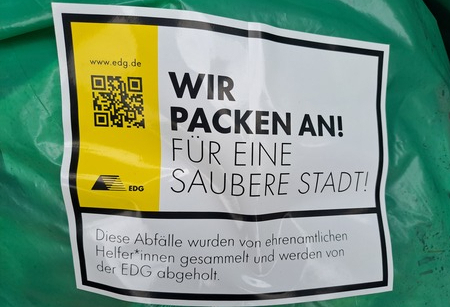 www.edg.de
WIR
PACKEN AN!
FÜR EINE
SAUBERE STADT!
EDG
Diese Abfälle wurden von ehrenamtlichen
Helfer*innen gesammelt und werden von
der EDG abgeholt.